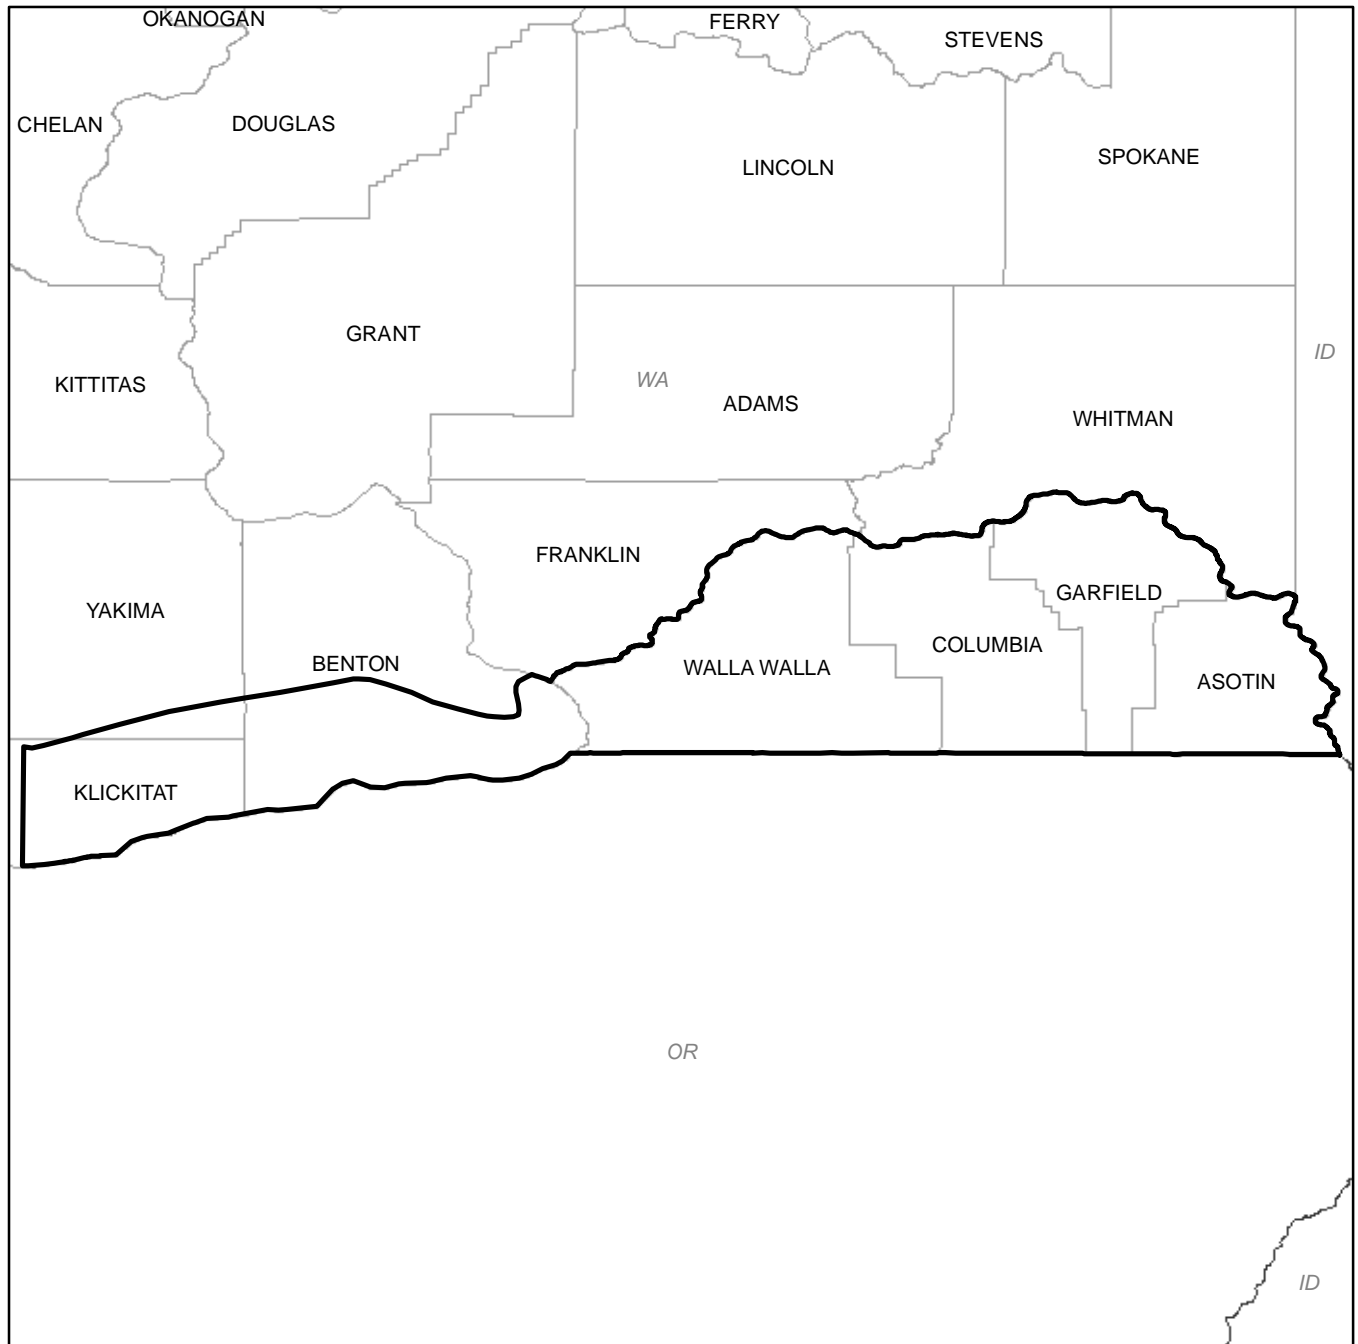 OKANOGAN
FERRY
STEVENS
CHELAN
DOUGLAS
LINCOLN
SPOKANE
GRANT
ID
KITTITAS
WA
ADAMS
WHITMAN
FRANKLIN
GARFIELD
YAKIMA
COLUMBIA
BENTON
WALLA WALLA
ASOTIN
KLICKITAT
OR
ID